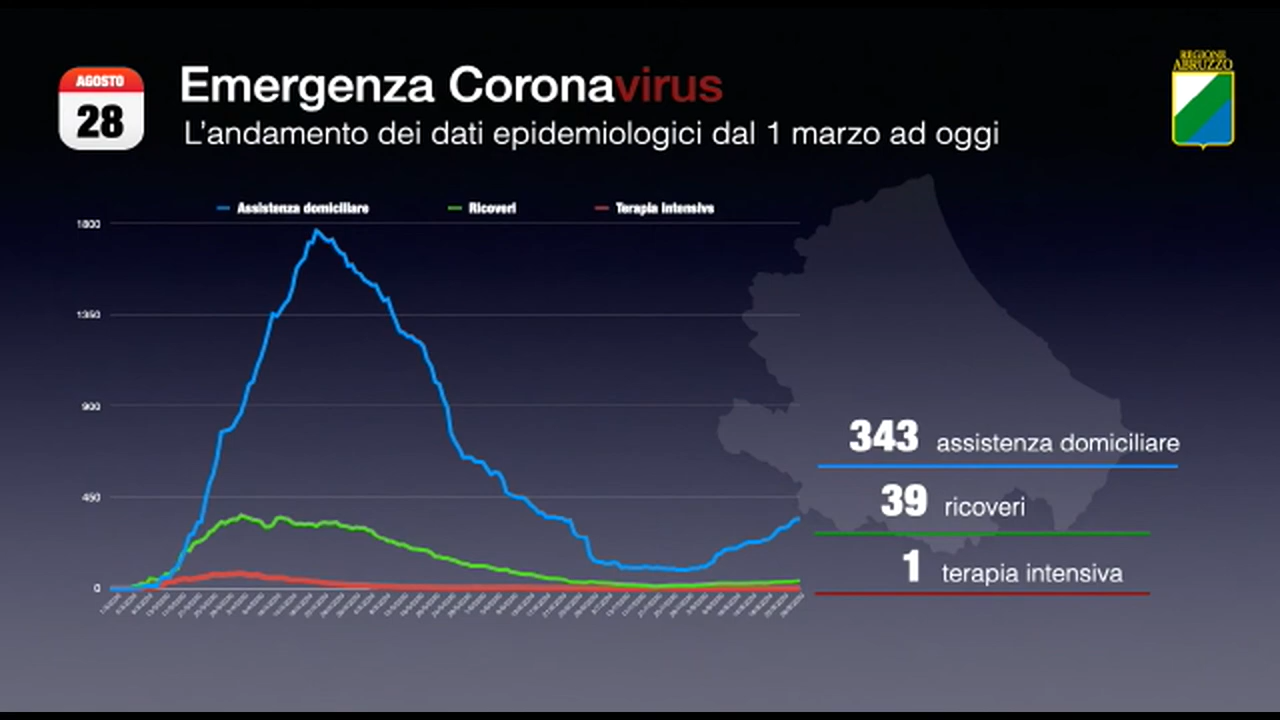 AGOSTO
28
Emergenza Coronavirus
L'andamento dei dati epidemiologici dal 1 marzo ad oggi
REGIONE
ABRUZZO
Assistenza domiciliare
Ricoveri
Terapia intensiva
1800
1350
900
450
0
343 assistenza domiciliare
39 ricoveri
1 terapia intensiva